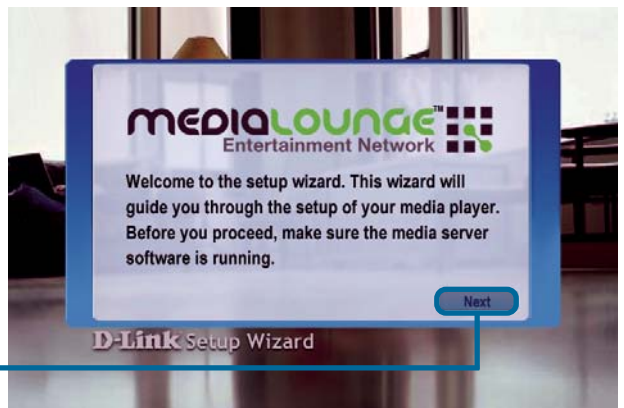 MEDIALOUNGE™
Entertainment Network
Welcome to the setup wizard. This wizard will
guide you through the setup of your media player.
Before you proceed, make sure the media server
software is running.
Next
D-Link Setup Wizard